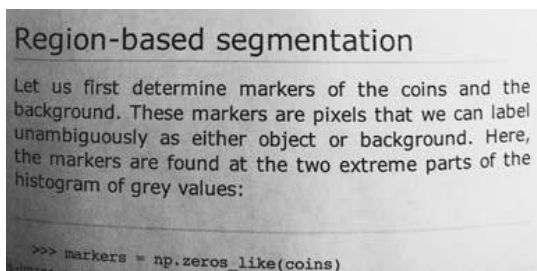 Region-based segmentation
Let us first determine markers of the coins and the
background. These markers are pixels that we can label
unambiguously as either object or background. Here,
the markers are found at the two extreme parts of the
histogram of grey values:
>>> markers = np.zeros_like(coins)